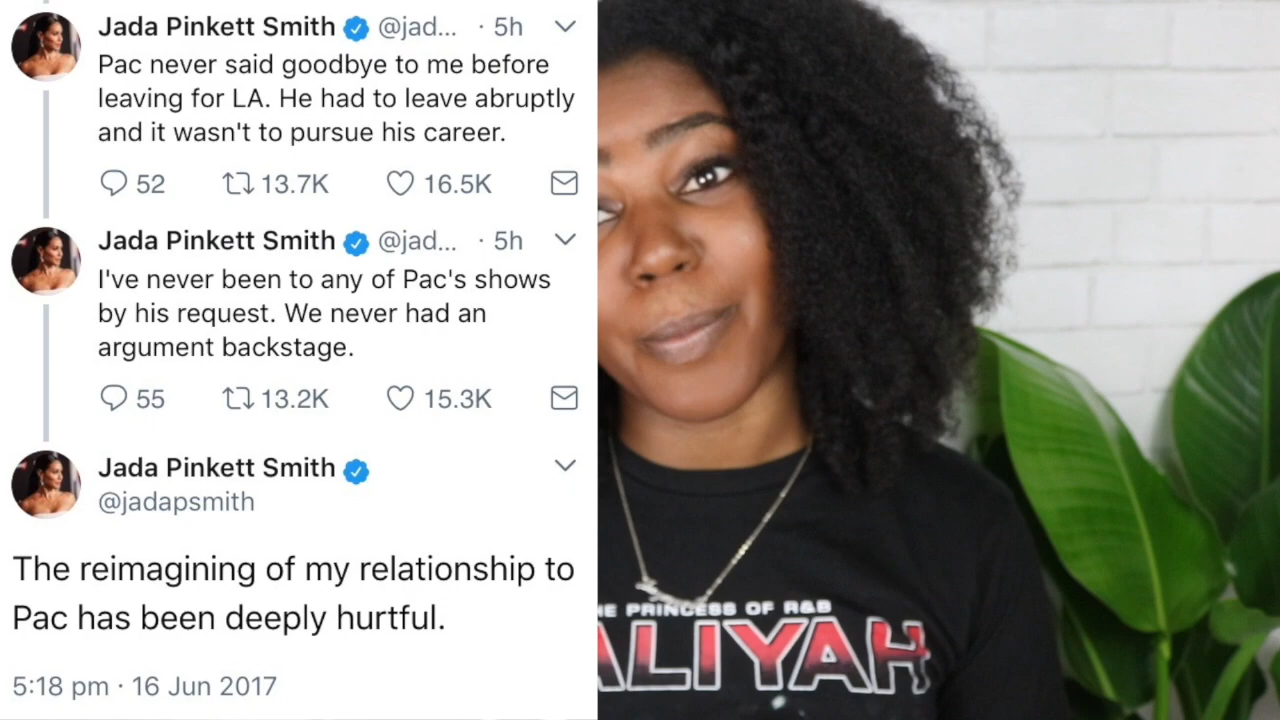 Jada Pinkett Smith @jad... · 5h
Pac never said goodbye to me before
leaving for LA. He had to leave abruptly
and it wasn't to pursue his career.
52 13.7K 16.5K
Jada Pinkett Smith @jad... · 5h
I've never been to any of Pac's shows
by his request. We never had an
argument backstage.
55 13.2K 15.3K
Jada Pinkett Smith
@jadapsmith
The reimagining of my relationship to
Pac has been deeply hurtful.
5:18 pm · 16 Jun 2017
HE PRINCESS OF R&B
ALIYAH